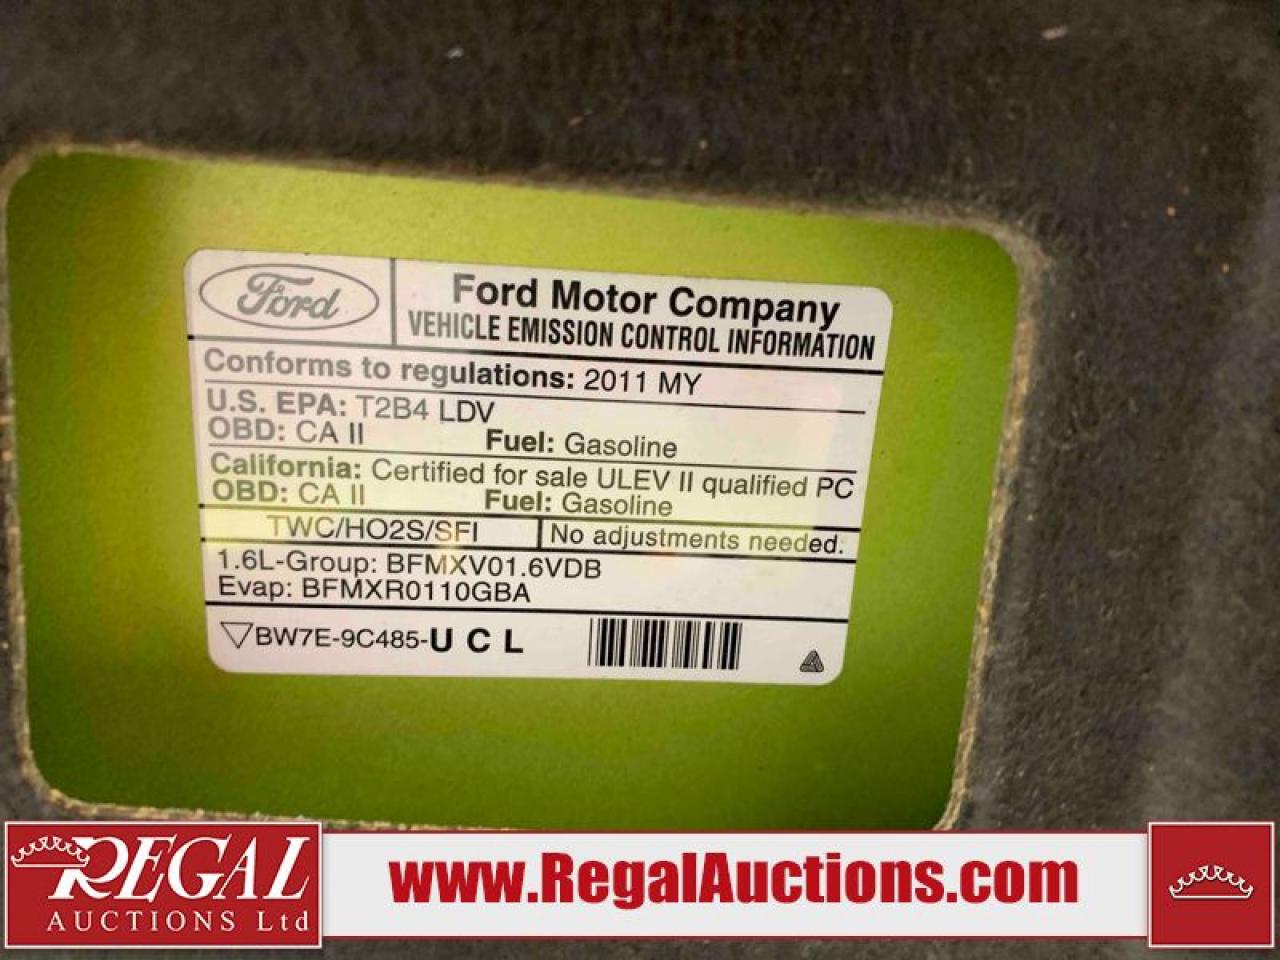 Ford
Ford Motor Company
VEHICLE EMISSION CONTROL INFORMATION
Conforms to regulations: 2011 MY
U.S. EPA: T2B4 LDV
OBD: CA II Fuel: Gasoline
California: Certified for sale ULEV II qualified PC
OBD: CA II Fuel: Gasoline
TWC/HO2S/SFI No adjustments needed.
1.6L-Group: BFMXV01.6VDB
Evap: BFMXR0110GBA
BW7E-9C485-U C L
REGAL
AUCTIONS Ltd
www.RegalAuctions.com